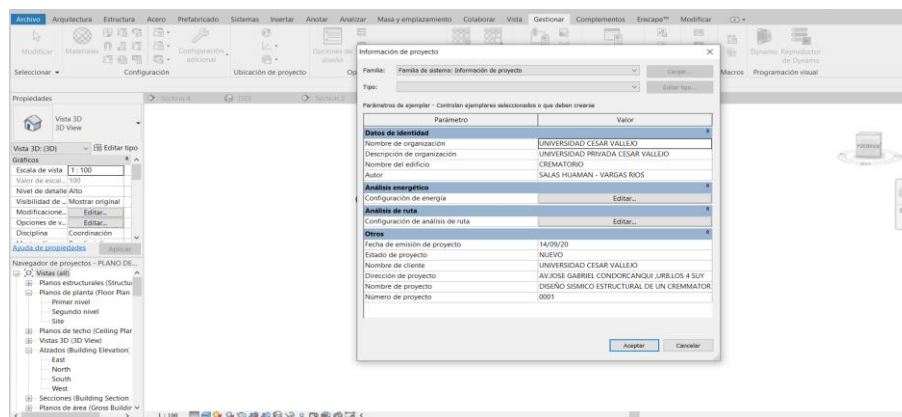 Archivo Arquitectura Estructura Acero Prefabricado Sistemas Insertar Anotar Analizar Masa y emplazamiento Colaborar Vista Gestionar Complementos Enscape™ Modificar
Modificar Materiales Configuración adicional Opciones de diseño Dynamo Reproductor de Dynamo
Seleccionar Configuración Ubicación de proyecto Macros Programación visual
Información de proyecto
Familia: Familia de sistema: Información de proyecto Cargar...
Tipo: Editar tipo...
Parámetros de ejemplar - Controlan ejemplares seleccionados o que deben crearse
Parámetro Valor
Datos de identidad
Nombre de organización UNIVERSIDAD CESAR VALLEJO
Descripción de organización UNIVERSIDAD PRIVADA CESAR VALLEJO
Nombre del edificio CREMATORIO
Autor SALAS HUAMAN - VARGAS RIOS
Análisis energético
Configuración de energía Editar...
Análisis de ruta
Configuración de análisis de ruta Editar...
Otros
Fecha de emisión de proyecto 14/09/20
Estado de proyecto NUEVO
Nombre de cliente UNIVERSIDAD CESAR VALLEJO
Dirección de proyecto AV.JOSE GABRIEL CONDORCANQUI ,URB.LOS 4 SUY
Nombre de proyecto DISEÑO SISMICO ESTRUCTURAL DE UN CREMMATOR
Número de proyecto 0001
Aceptar Cancelar
Propiedades
Vista 3D
3D View
Vista 3D: {3D} Editar tipo
Gráficos
Escala de vista 1 : 100
Valor de escal... 100
Nivel de detalle Alto
Visibilidad de ... Mostrar original
Modificacione... Editar...
Opciones de v... Editar...
Disciplina Coordinación
Ayuda de propiedades Aplicar
Navegador de proyectos - PLANO DE...
Vistas (all)
Planos estructurales (Structu
Planos de planta (Floor Plan
Primer nivel
Segundo nivel
Site
Planos de techo (Ceiling Plar
Vistas 3D (3D View)
Alzados (Building Elevation)
East
North
South
West
Secciones (Building Section
Planos de área (Gross Buildir
1 : 100